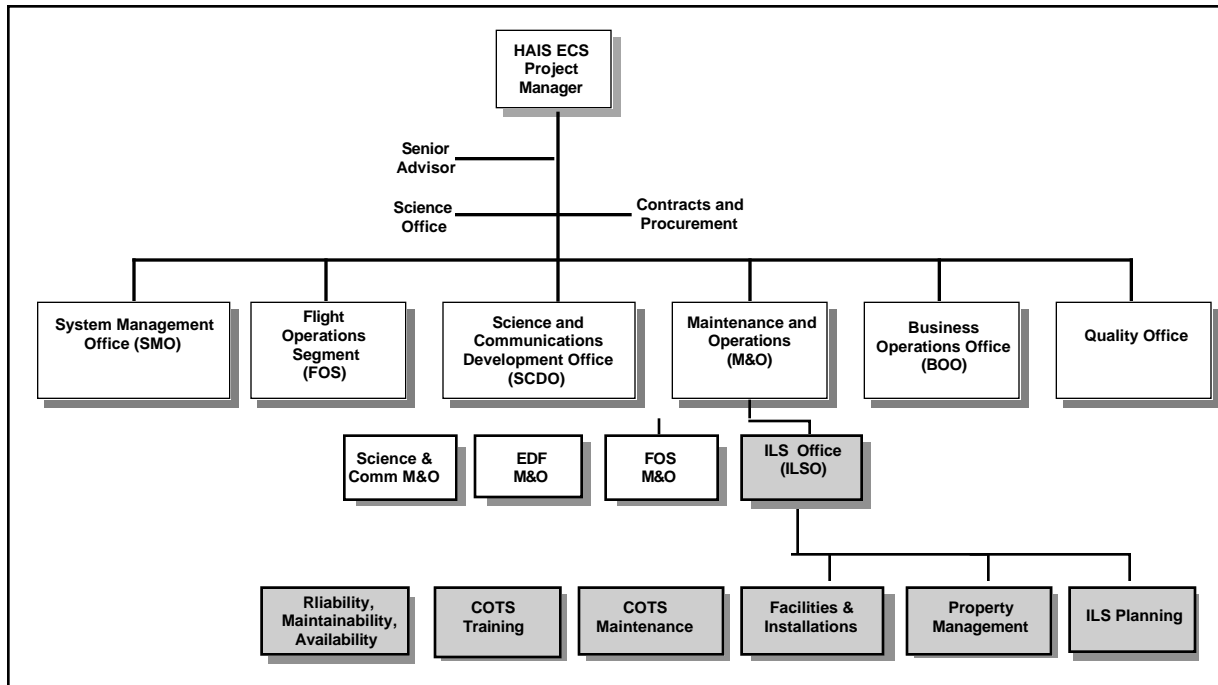 HAIS ECS
Project
Manager
Senior
Advisor
Science
Office
Contracts and
Procurement
System Management
Office (SMO)
Flight
Operations
Segment
(FOS)
Science and
Communications
Development Office
(SCDO)
Maintenance and
Operations
(M&O)
Business
Operations Office
(BOO)
Quality Office
Science &
Comm M&O
EDF
M&O
FOS
M&O
ILS Office
(ILSO)
Rliability,
Maintainability,
Availability
COTS
Training
COTS
Maintenance
Facilities &
Installations
Property
Management
ILS Planning